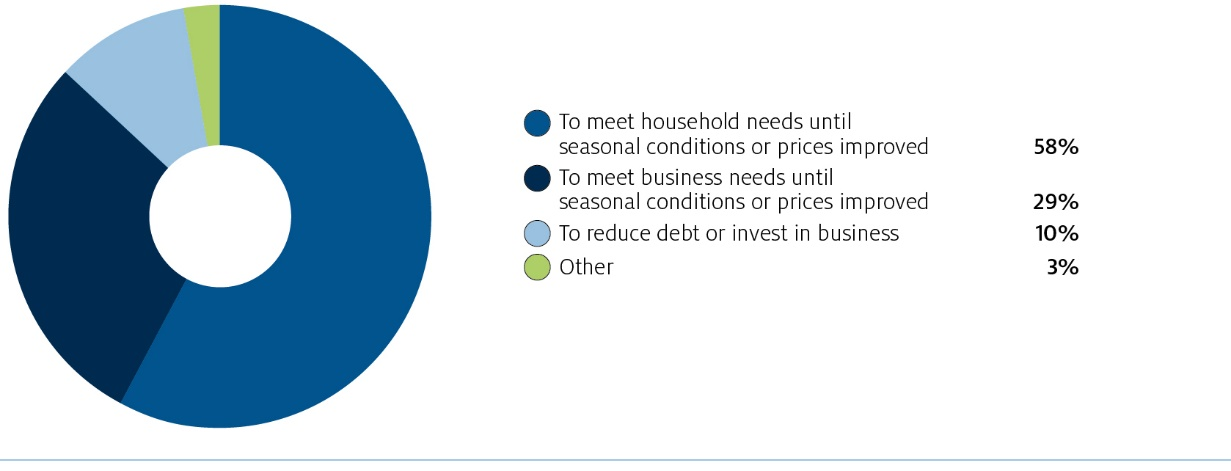 To meet household needs until
seasonal conditions or prices improved 58%
To meet business needs until
seasonal conditions or prices improved 29%
To reduce debt or invest in business 10%
Other 3%